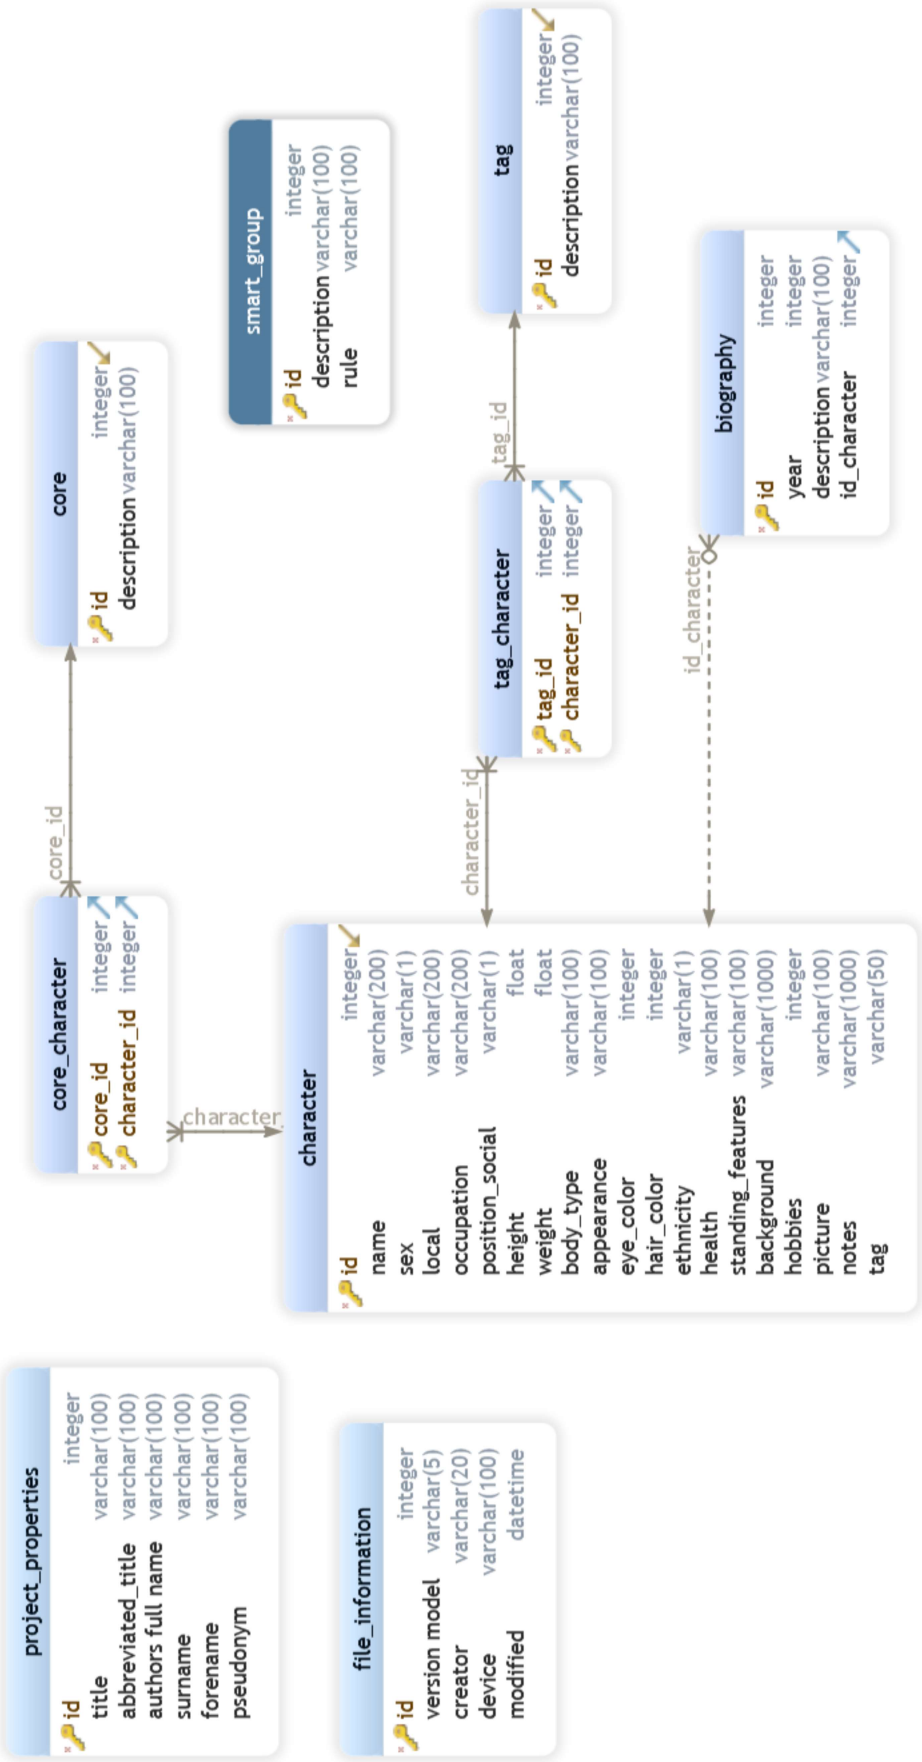 project_properties
id integer
title varchar(100)
abbreviated_title varchar(100)
authors full name varchar(100)
surname varchar(100)
forename varchar(100)
pseudonym varchar(100)
file_information
id integer
version model varchar(5)
creator varchar(20)
device varchar(100)
modified datetime
core_character
core_id integer
character_id integer
core_id
character_
core
id integer
description varchar(100)
smart_group
id integer
description varchar(100)
rule varchar(100)
character
id integer
name varchar(200)
sex varchar(1)
local varchar(200)
occupation varchar(200)
position_social varchar(1)
height float
weight float
body_type varchar(100)
appearance varchar(100)
eye_color integer
hair_color integer
ethnicity varchar(1)
health varchar(100)
standing_features varchar(100)
background varchar(1000)
hobbies integer
picture varchar(100)
notes varchar(1000)
tag varchar(50)
character_id
tag_character
tag_id integer
character_id integer
tag_id
tag
id integer
description varchar(100)
id_character
biography
id integer
year integer
description varchar(100)
id_character integer